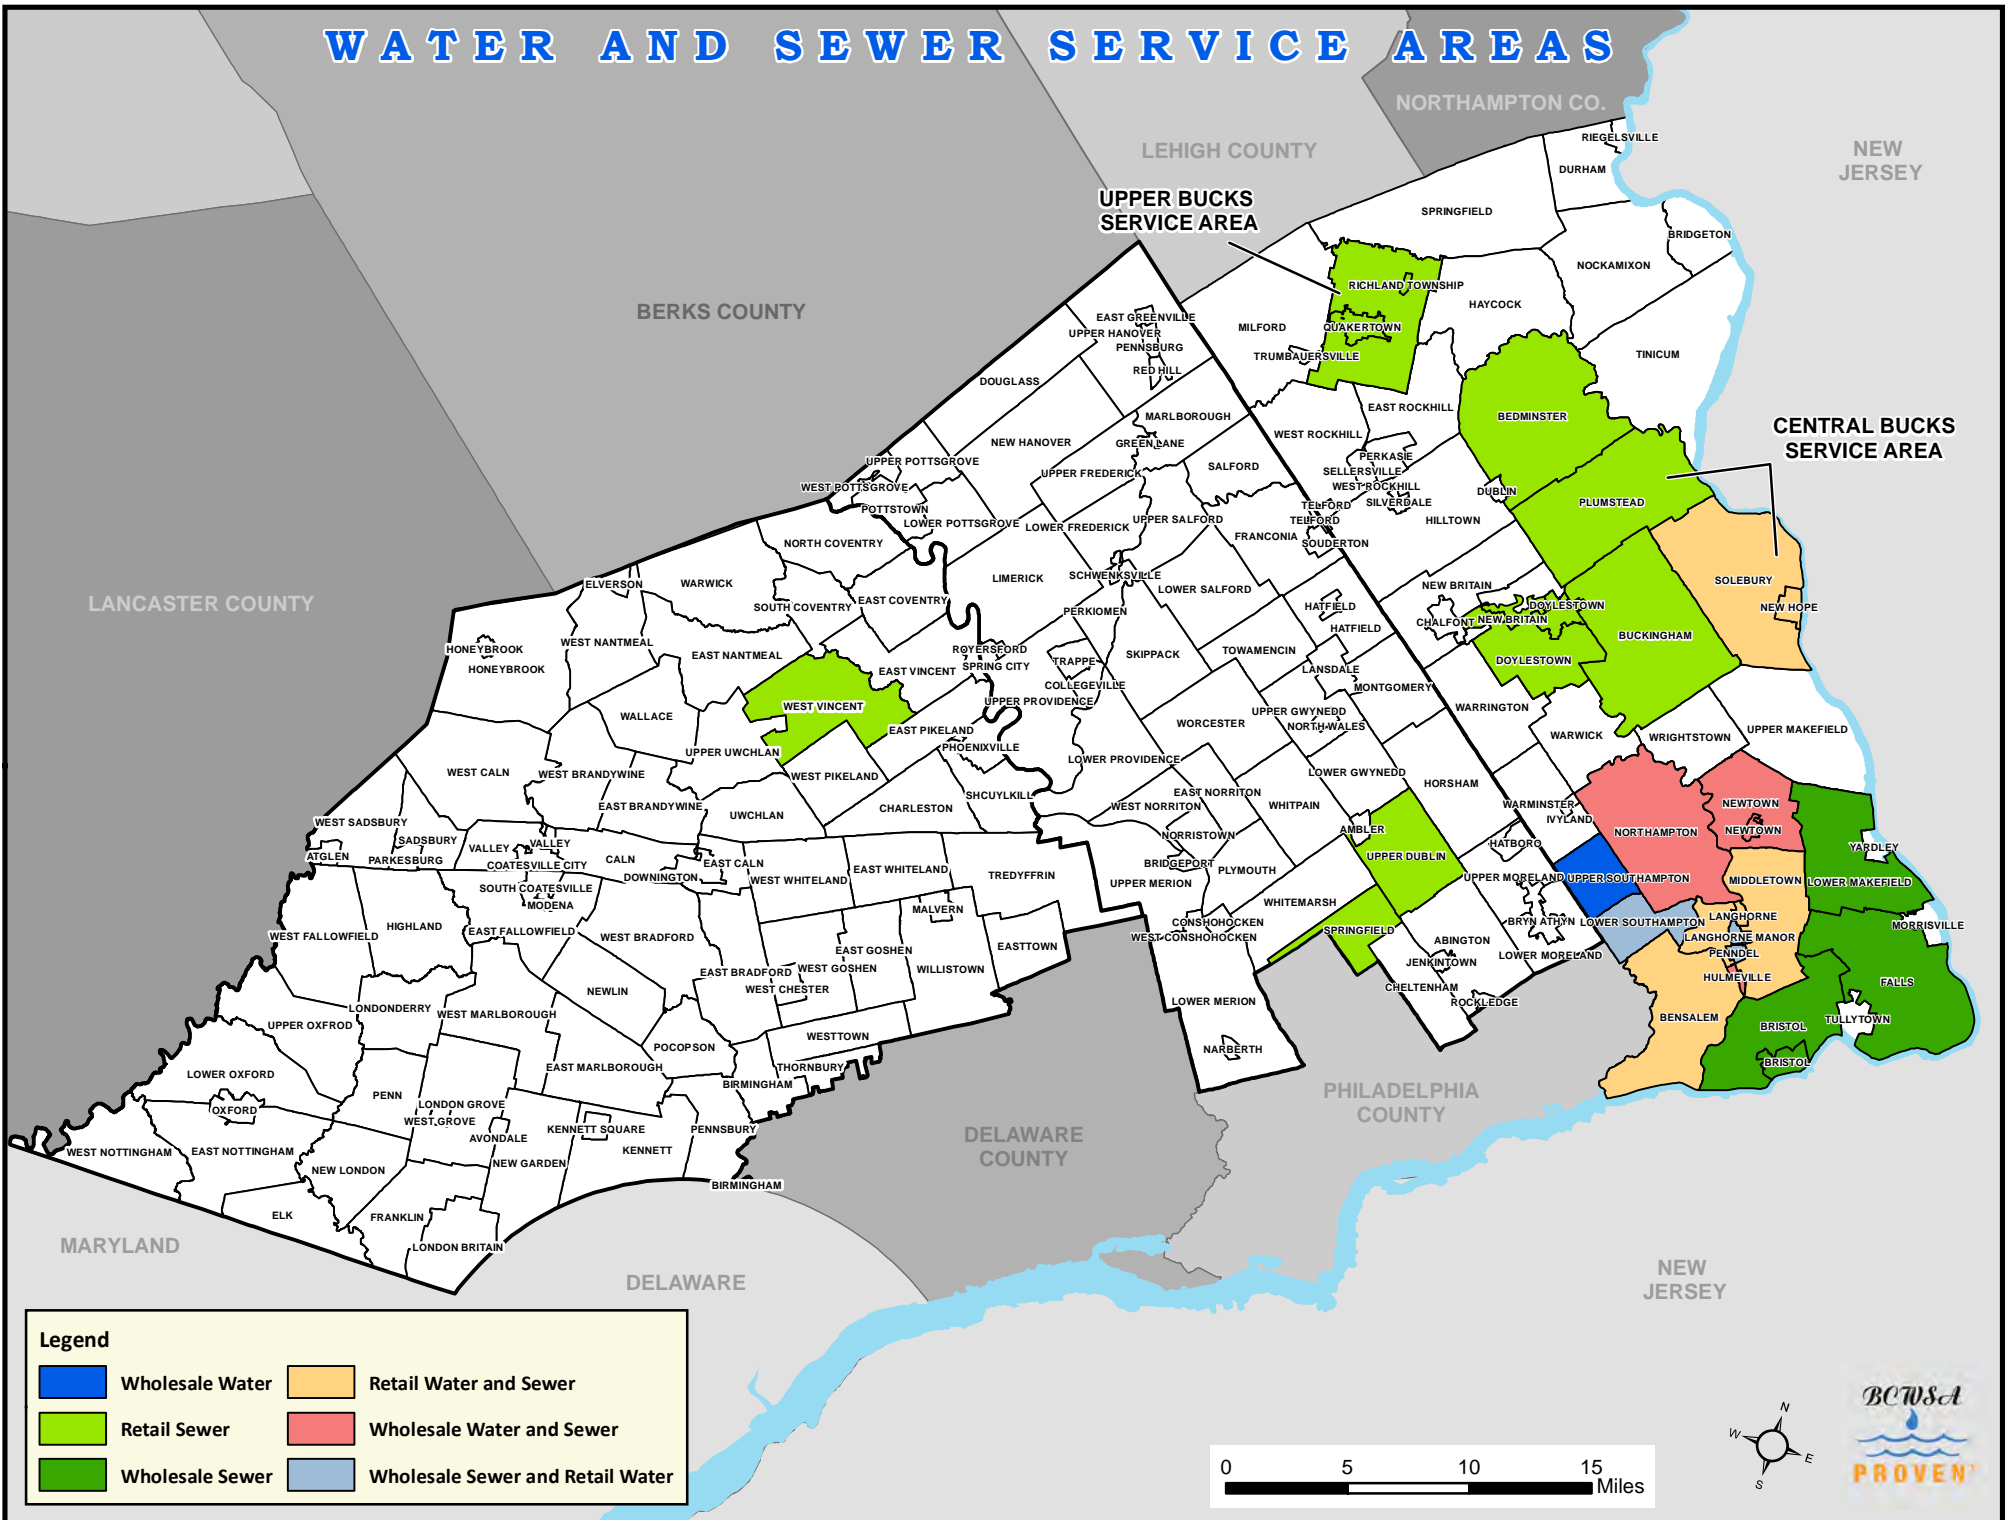 WATER AND SEWER SERVICE AREAS
NORTHAMPTON CO.
LEHIGH COUNTY
NEW
JERSEY
UPPER BUCKS
SERVICE AREA
BERKS COUNTY
CENTRAL BUCKS
SERVICE AREA
LANCASTER COUNTY
RIEGELSVILLE
DURHAM
SPRINGFIELD
BRIDGETON
NOCKAMIXON
RICHLAND TOWNSHIP
HAYCOCK
EAST GREENVILLE
UPPER HANOVER
MILFORD
QUAKERTOWN
PENNSBURG
TRUMBAUERSVILLE
TINICUM
RED HILL
DOUGLASS
EAST ROCKHILL
MARLBOROUGH
BEDMINSTER
WEST ROCKHILL
NEW HANOVER
GREEN LANE
PERKASIE
UPPER POTTSGROVE
SALFORD
SELLERSVILLE
UPPER FREDERICK
WEST POTTSGROVE
WEST ROCKHILL
DUBLIN
SILVERDALE
PLUMSTEAD
POTTSTOWN
TELFORD
TELFORD
LOWER POTTSGROVE
LOWER FREDERICK
UPPER SALFORD
HILLTOWN
FRANCONIA
SOUDERTON
NORTH COVENTRY
LIMERICK
SCHWENKSVILLE
ELVERSON
WARWICK
LOWER SALFORD
NEW BRITAIN
SOLEBURY
SOUTH COVENTRY
EAST COVENTRY
PERKIOMEN
HATFIELD
DOYLESTOWN
NEW HOPE
CHALFONT
NEW BRITAIN
HATFIELD
BUCKINGHAM
WEST NANTMEAL
HONEYBROOK
HONEYBROOK
EAST NANTMEAL
ROYERSFORD
SPRING CITY
TRAPPE
SKIPPACK
TOWAMENCIN
DOYLESTOWN
EAST VINCENT
LANSDALE
COLLEGEVILLE
MONTGOMERY
UPPER PROVIDENCE
WEST VINCENT
WALLACE
UPPER GWYNEDD
WARRINGTON
WORCESTER
NORTH WALES
EAST PIKELAND
UPPER MAKEFIELD
WARWICK
WRIGHTSTOWN
PHOENIXVILLE
UPPER UWCHLAN
LOWER PROVIDENCE
WEST CALN
WEST BRANDYWINE
WEST PIKELAND
LOWER GWYNEDD
HORSHAM
EAST NORRITON
SHCUYLKILL
EAST BRANDYWINE
CHARLESTON
WEST NORRITON
WHITPAIN
WARMINSTER
NEWTOWN
IVYLAND
UWCHLAN
WEST SADSBURY
AMBLER
NEWTOWN
NORTHAMPTON
NORRISTOWN
SADSBURY
VALLEY
VALLEY
HATBORO
YARDLEY
ATGLEN
PARKESBURG
COATESVILLE CITY
CALN
EAST CALN
BRIDGEPORT
UPPER DUBLIN
PLYMOUTH
DOWNINGTON
WEST WHITELAND
EAST WHITELAND
TREDYFFRIN
UPPER MERION
UPPER MORELAND
UPPER SOUTHAMPTON
MIDDLETOWN
LOWER MAKEFIELD
SOUTH COATESVILLE
MODENA
WHITEMARSH
MALVERN
LANGHORNE
HIGHLAND
CONSHOHOCKEN
BRYN ATHYN
LOWER SOUTHAMPTON
MORRISVILLE
WEST FALLOWFIELD
EAST FALLOWFIELD
WEST BRADFORD
WEST CONSHOHOCKEN
SPRINGFIELD
LANGHORNE MANOR
ABINGTON
EAST GOSHEN
EASTTOWN
PENNDEL
LOWER MORELAND
JENKINTOWN
EAST BRADFORD
WEST GOSHEN
WILLISTOWN
HULMEVILLE
FALLS
WEST CHESTER
NEWLIN
CHELTENHAM
LOWER MERION
ROCKLEDGE
LONDONDERRY
WEST MARLBOROUGH
BENSALEM
TULLYTOWN
UPPER OXFROD
BRISTOL
WESTTOWN
POCOPSON
NARBERTH
BRISTOL
EAST MARLBOROUGH
THORNBURY
LOWER OXFORD
BIRMINGHAM
PENN
LONDON GROVE
OXFORD
WEST GROVE
KENNETT SQUARE
PENNSBURY
AVONDALE
WEST NOTTINGHAM
EAST NOTTINGHAM
KENNETT
NEW GARDEN
NEW LONDON
BIRMINGHAM
ELK
FRANKLIN
LONDON BRITAIN
PHILADELPHIA
COUNTY
DELAWARE
COUNTY
MARYLAND
DELAWARE
NEW
JERSEY
Legend
Wholesale Water
Retail Water and Sewer
Retail Sewer
Wholesale Water and Sewer
Wholesale Sewer
Wholesale Sewer and Retail Water
0 5 10 15
Miles
N
W
E
S
BCWSA
PROVEN